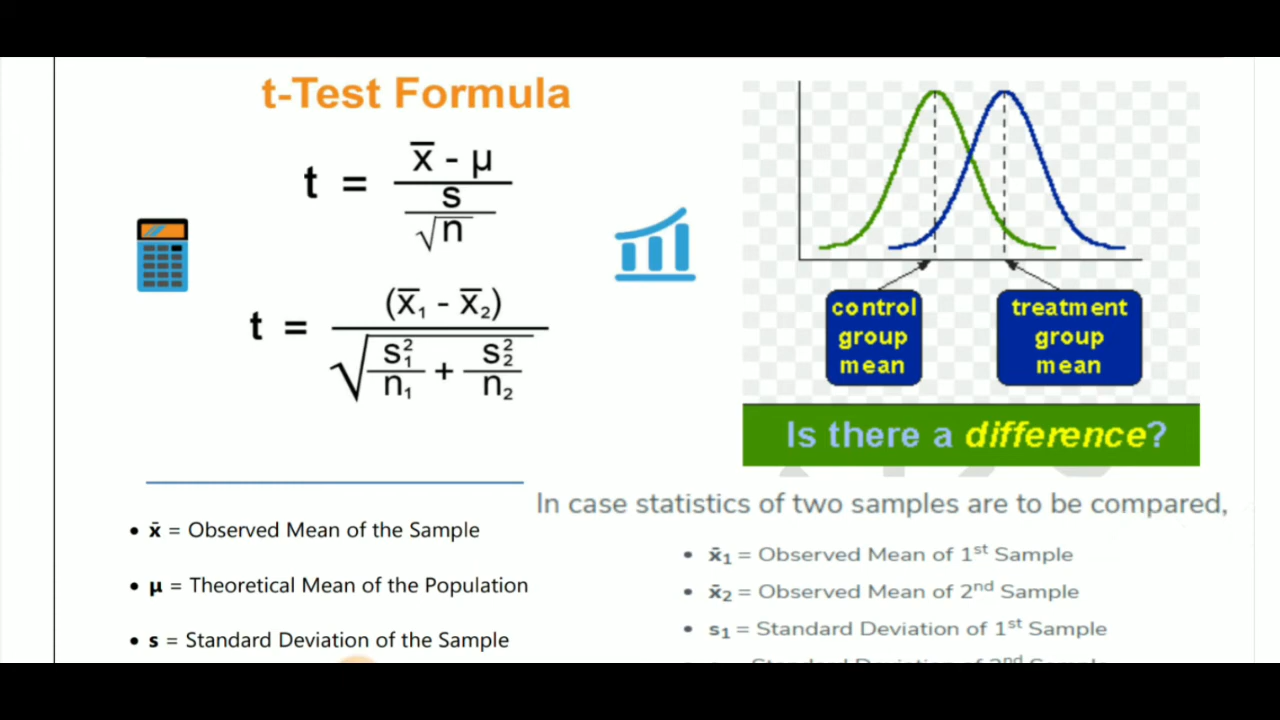 t-Test Formula
t = x̄ - μ / s / √n
t = (x̄₁ - x̄₂) / √ s₁²/n₁ + s₂²/n₂
control
group
mean
treatment
group
mean
Is there a difference?
In case statistics of two samples are to be compared,
• x̄ = Observed Mean of the Sample
• μ = Theoretical Mean of the Population
• s = Standard Deviation of the Sample
• x̄₁ = Observed Mean of 1st Sample
• x̄₂ = Observed Mean of 2nd Sample
• s₁ = Standard Deviation of 1st Sample